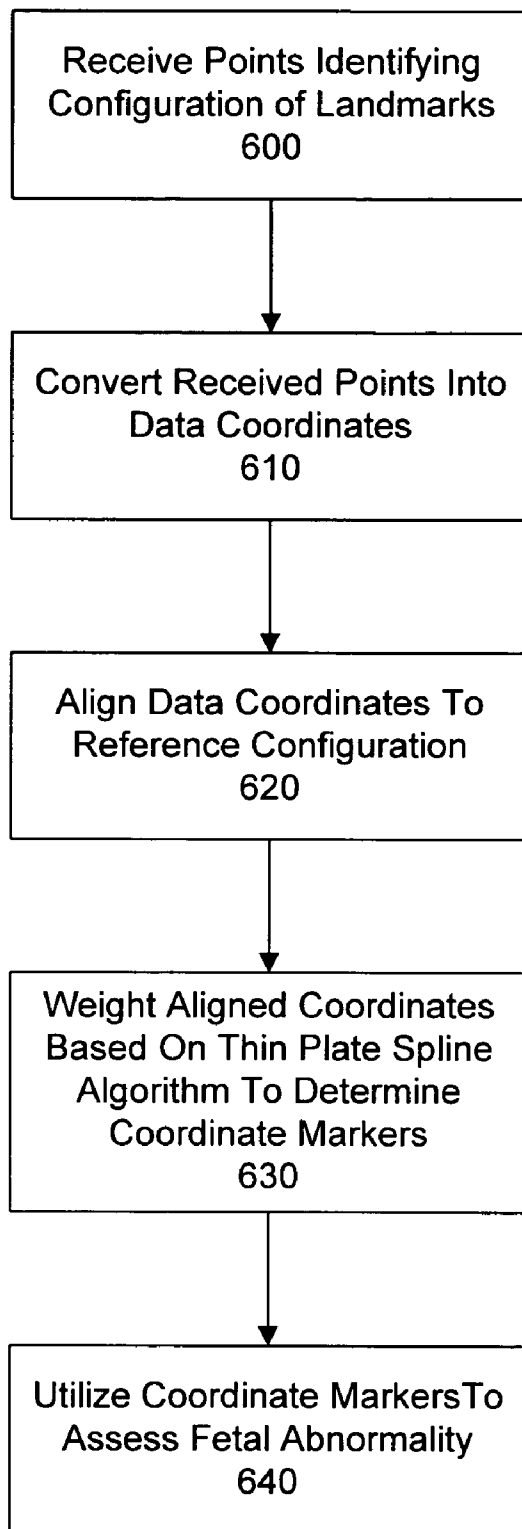 Receive Points Identifying
Configuration of Landmarks
600
Convert Received Points Into
Data Coordinates
610
Align Data Coordinates To
Reference Configuration
620
Weight Aligned Coordinates
Based On Thin Plate Spline
Algorithm To Determine
Coordinate Markers
630
Utilize Coordinate MarkersTo
Assess Fetal Abnormality
640